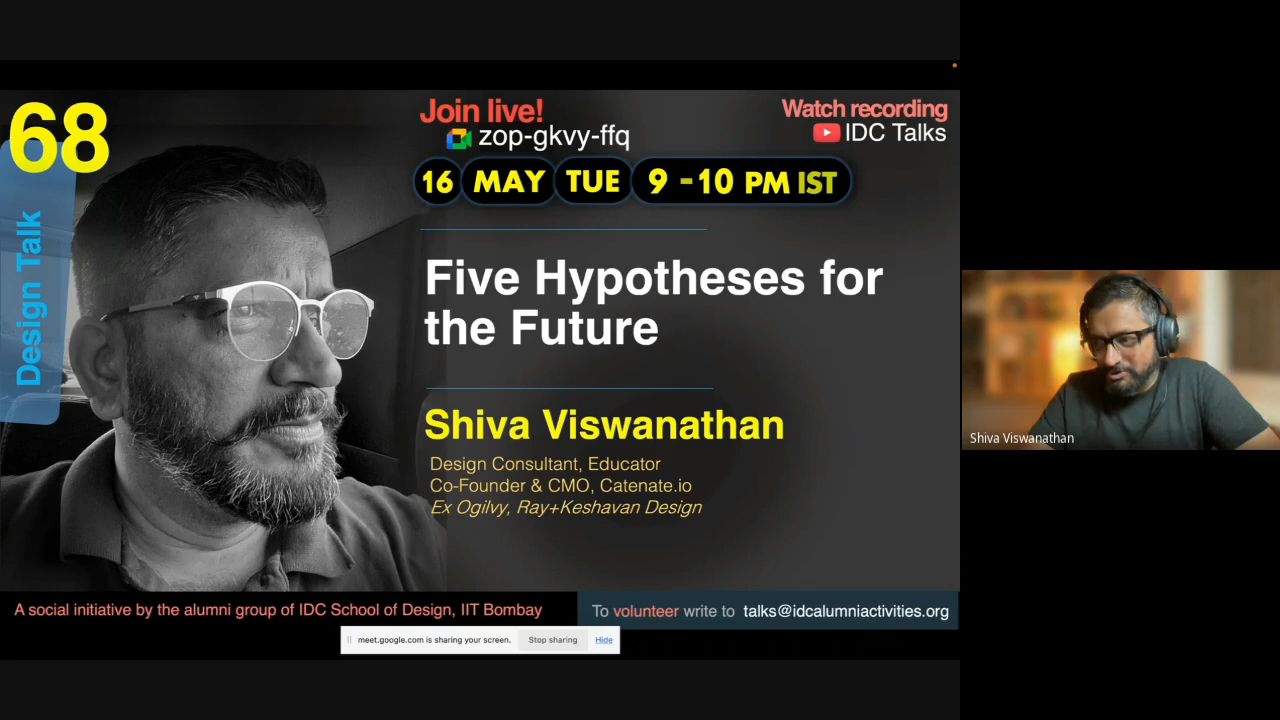 68
Design Talk
Join live!
zop-gkvy-ffq
Watch recording
IDC Talks
16 MAY TUE 9 - 10 PM IST
Five Hypotheses for
the Future
Shiva Viswanathan
Design Consultant, Educator
Co-Founder & CMO, Catenate.io
Ex Ogilvy, Ray+Keshavan Design
A social initiative by the alumni group of IDC School of Design, IIT Bombay
To volunteer write to talks@idcalumniactivities.org
meet.google.com is sharing your screen. Stop sharing Hide
Shiva Viswanathan